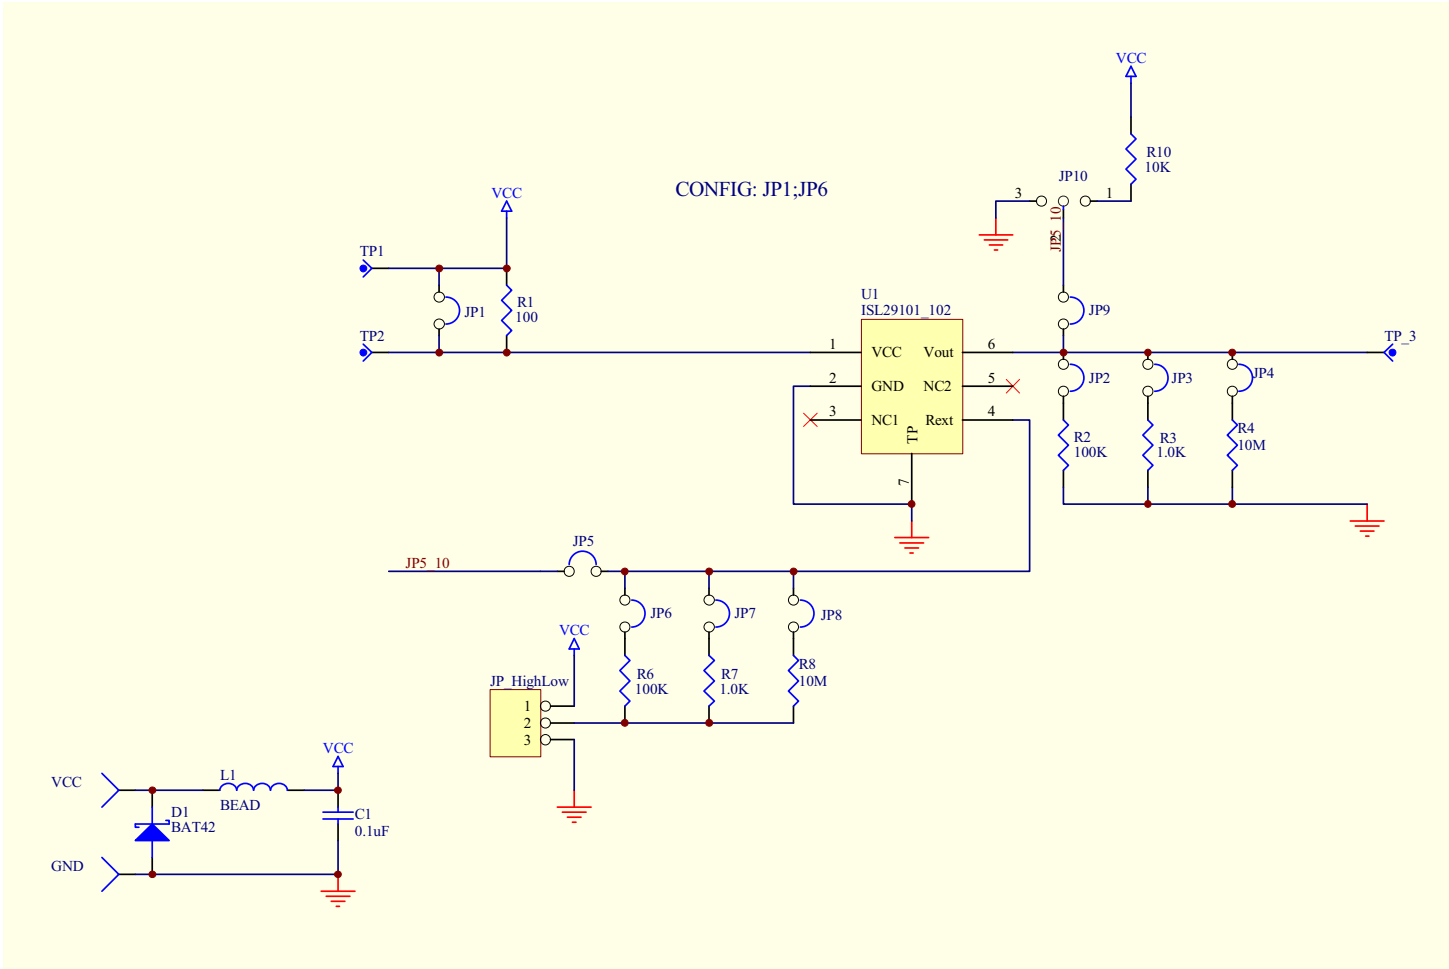 VCC
R10
10K
JP10
3
1
CONFIG: JP1;JP6
VCC
JP5_10
TP1
U1
ISL29101_102
JP1
R1
100
JP9
TP2
TP_3
1
VCC
Vout
6
2
GND
NC2
5
3
NC1
Rext
4
TP
7
JP2
JP3
JP4
R2
100K
R3
1.0K
R4
10M
JP5
JP5_10
JP6
JP7
JP8
VCC
R6
100K
R7
1.0K
R8
10M
JP_HighLow
1
2
3
VCC
VCC
L1
BEAD
D1
BAT42
C1
0.1uF
GND